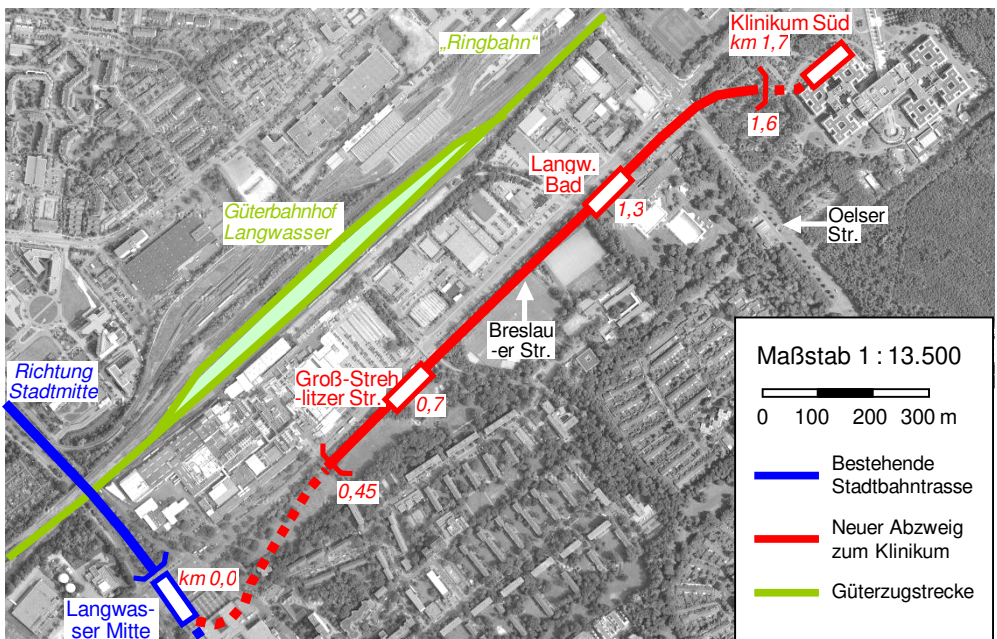 „Ringbahn“
Klinikum Süd
km 1,7
1,6
Langw.
Bad
1,3
Güterbahnhof
Langwasser
Oelser
Str.
Breslau
-er Str.
Richtung
Stadtmitte
Groß-Streh
-litzer Str.
0,7
0,45
km 0,0
Langwas-
ser Mitte
Maßstab 1 : 13.500
0 100 200 300 m
Bestehende
Stadtbahntrasse
Neuer Abzweig
zum Klinikum
Güterzugstrecke